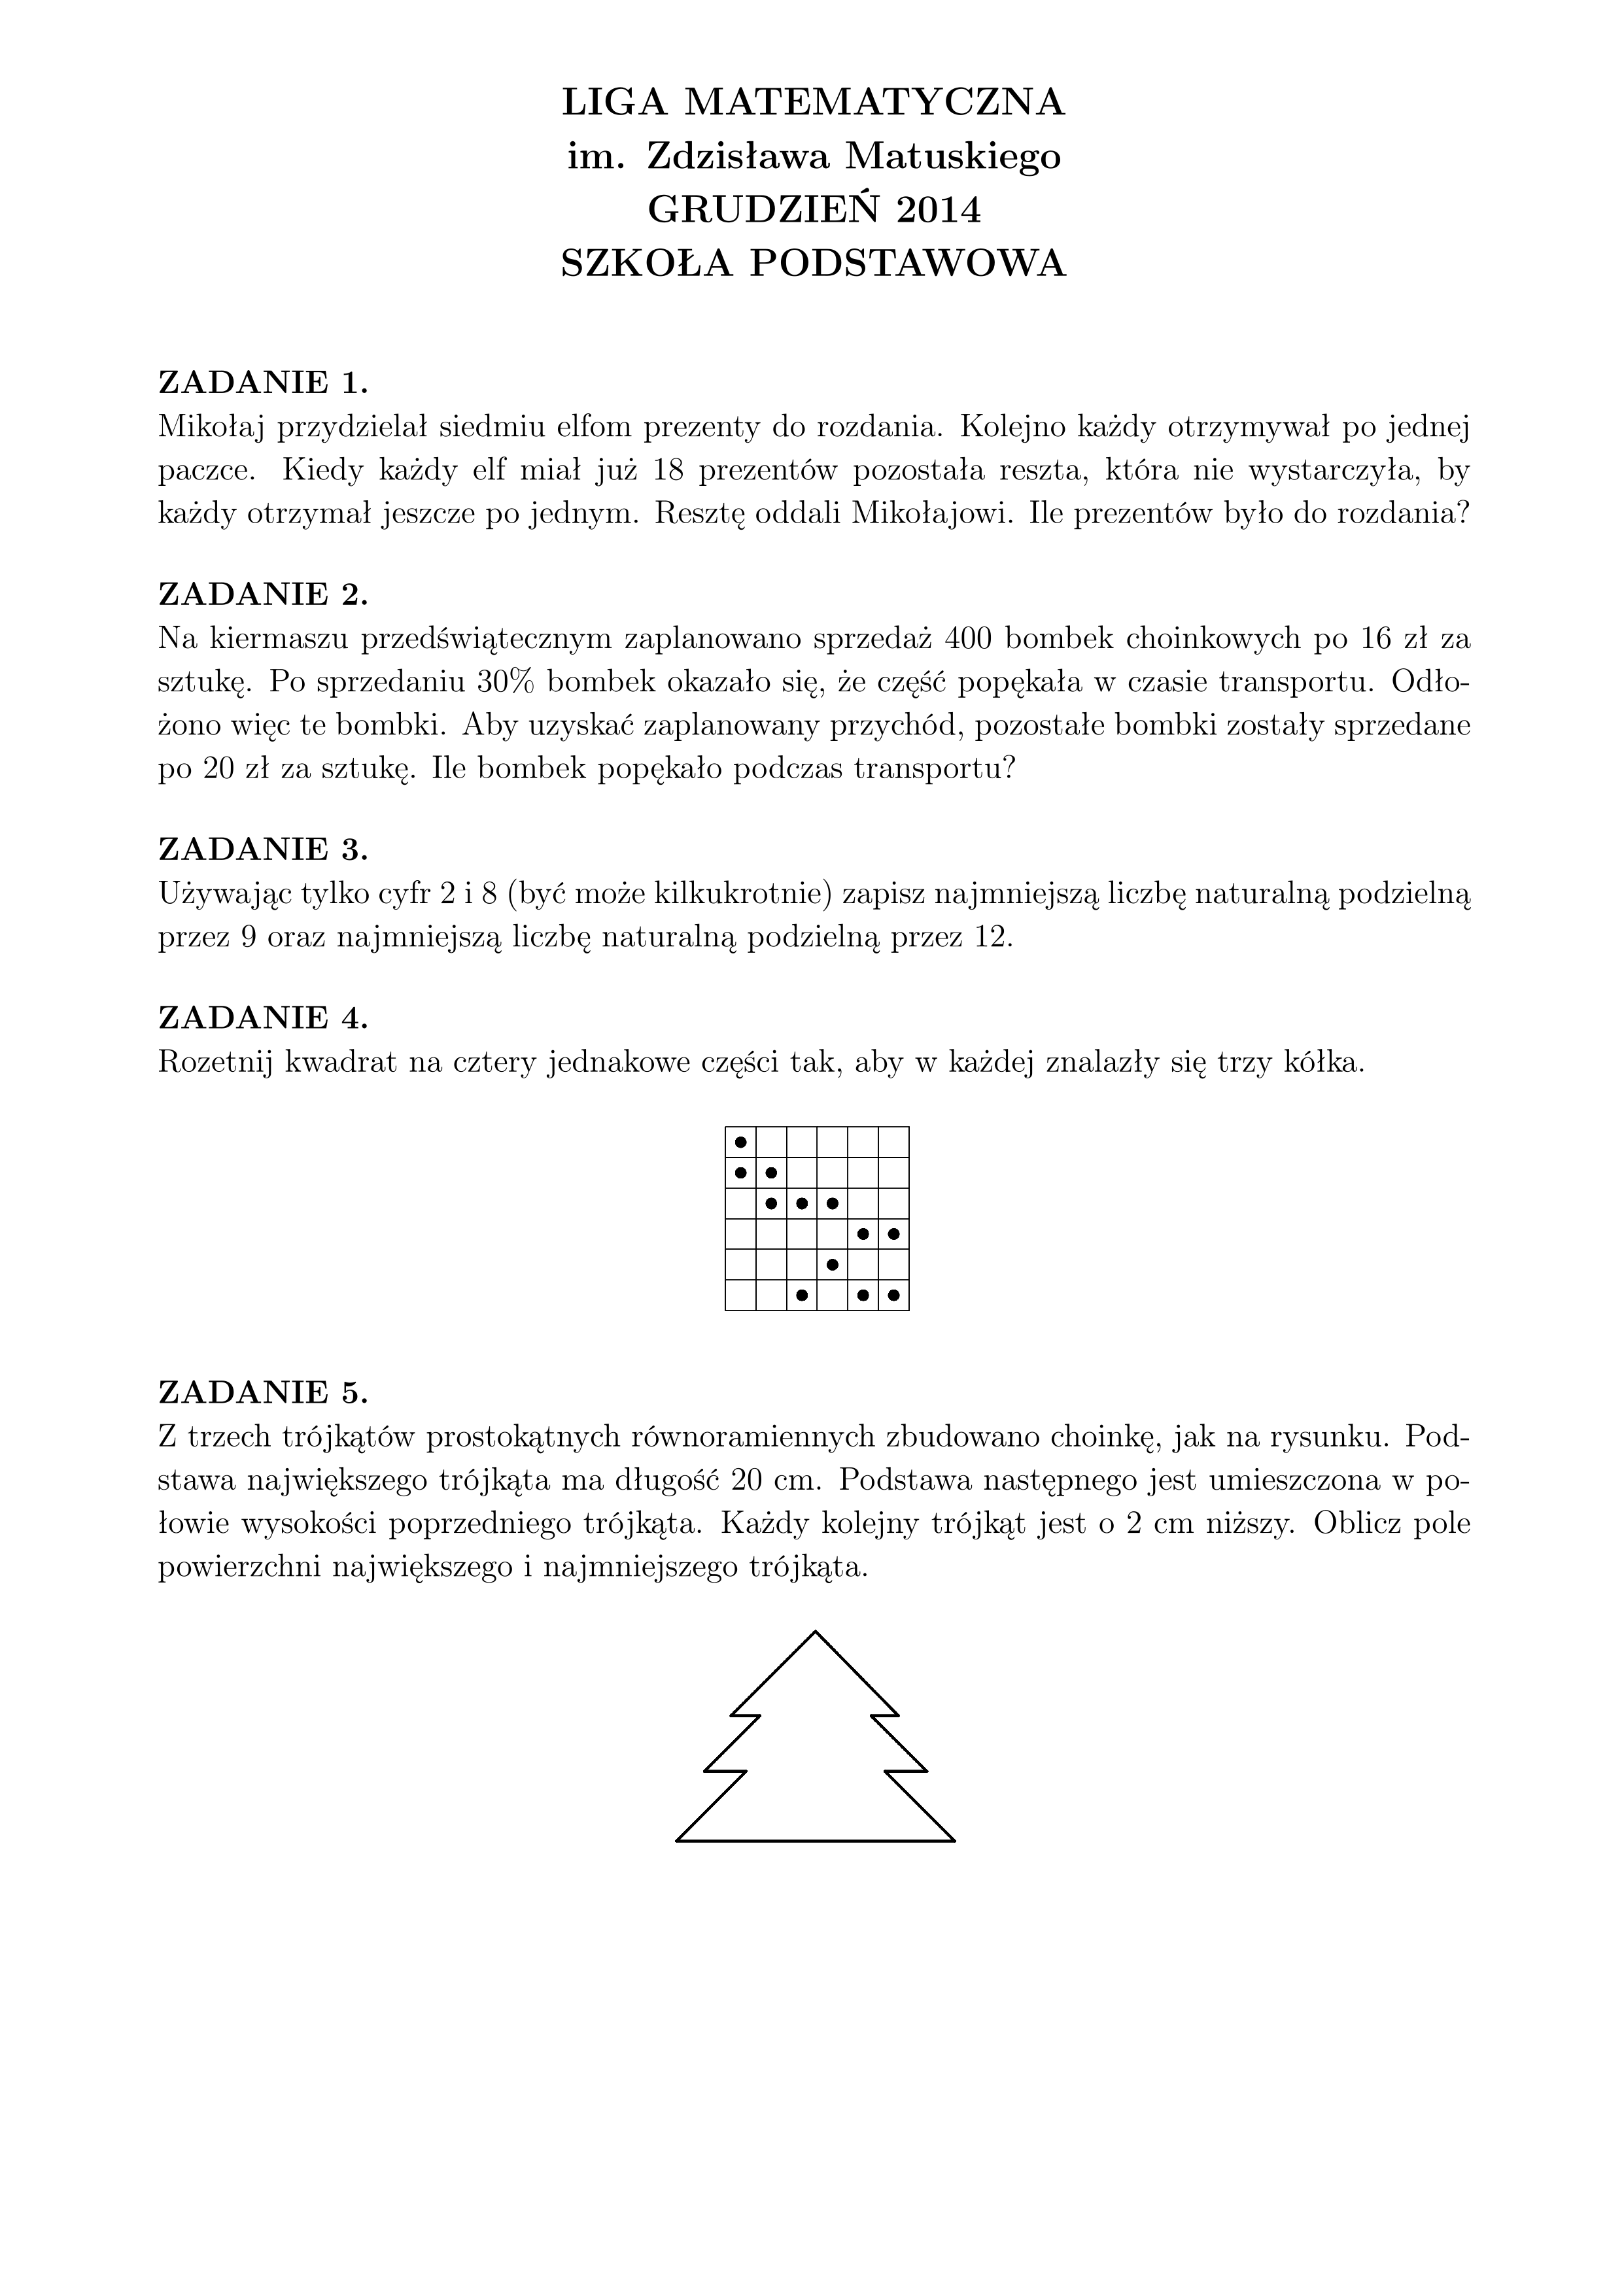 LIGA MATEMATYCZNA
im. Zdzisława Matuskiego
GRUDZIEŃ 2014
SZKOŁA PODSTAWOWA
ZADANIE 1.
Mikołaj przydzielał siedmiu elfom prezenty do rozdania. Kolejno każdy otrzymywał po jednej
paczce. Kiedy każdy elf miał już 18 prezentów pozostała reszta, która nie wystarczyła, by
każdy otrzymał jeszcze po jednym. Resztę oddali Mikołajowi. Ile prezentów było do rozdania?
ZADANIE 2.
Na kiermaszu przedświątecznym zaplanowano sprzedaż 400 bombek choinkowych po 16 zł za
sztukę. Po sprzedaniu 30% bombek okazało się, że część popękała w czasie transportu. Odło-
żono więc te bombki. Aby uzyskać zaplanowany przychód, pozostałe bombki zostały sprzedane
po 20 zł za sztukę. Ile bombek popękało podczas transportu?
ZADANIE 3.
Używając tylko cyfr 2 i 8 (być może kilkukrotnie) zapisz najmniejszą liczbę naturalną podzielną
przez 9 oraz najmniejszą liczbę naturalną podzielną przez 12.
ZADANIE 4.
Rozetnij kwadrat na cztery jednakowe części tak, aby w każdej znalazły się trzy kółka.
ZADANIE 5.
Z trzech trójkątów prostokątnych równoramiennych zbudowano choinkę, jak na rysunku. Pod-
stawa największego trójkąta ma długość 20 cm. Podstawa następnego jest umieszczona w po-
łowie wysokości poprzedniego trójkąta. Każdy kolejny trójkąt jest o 2 cm niższy. Oblicz pole
powierzchni największego i najmniejszego trójkąta.